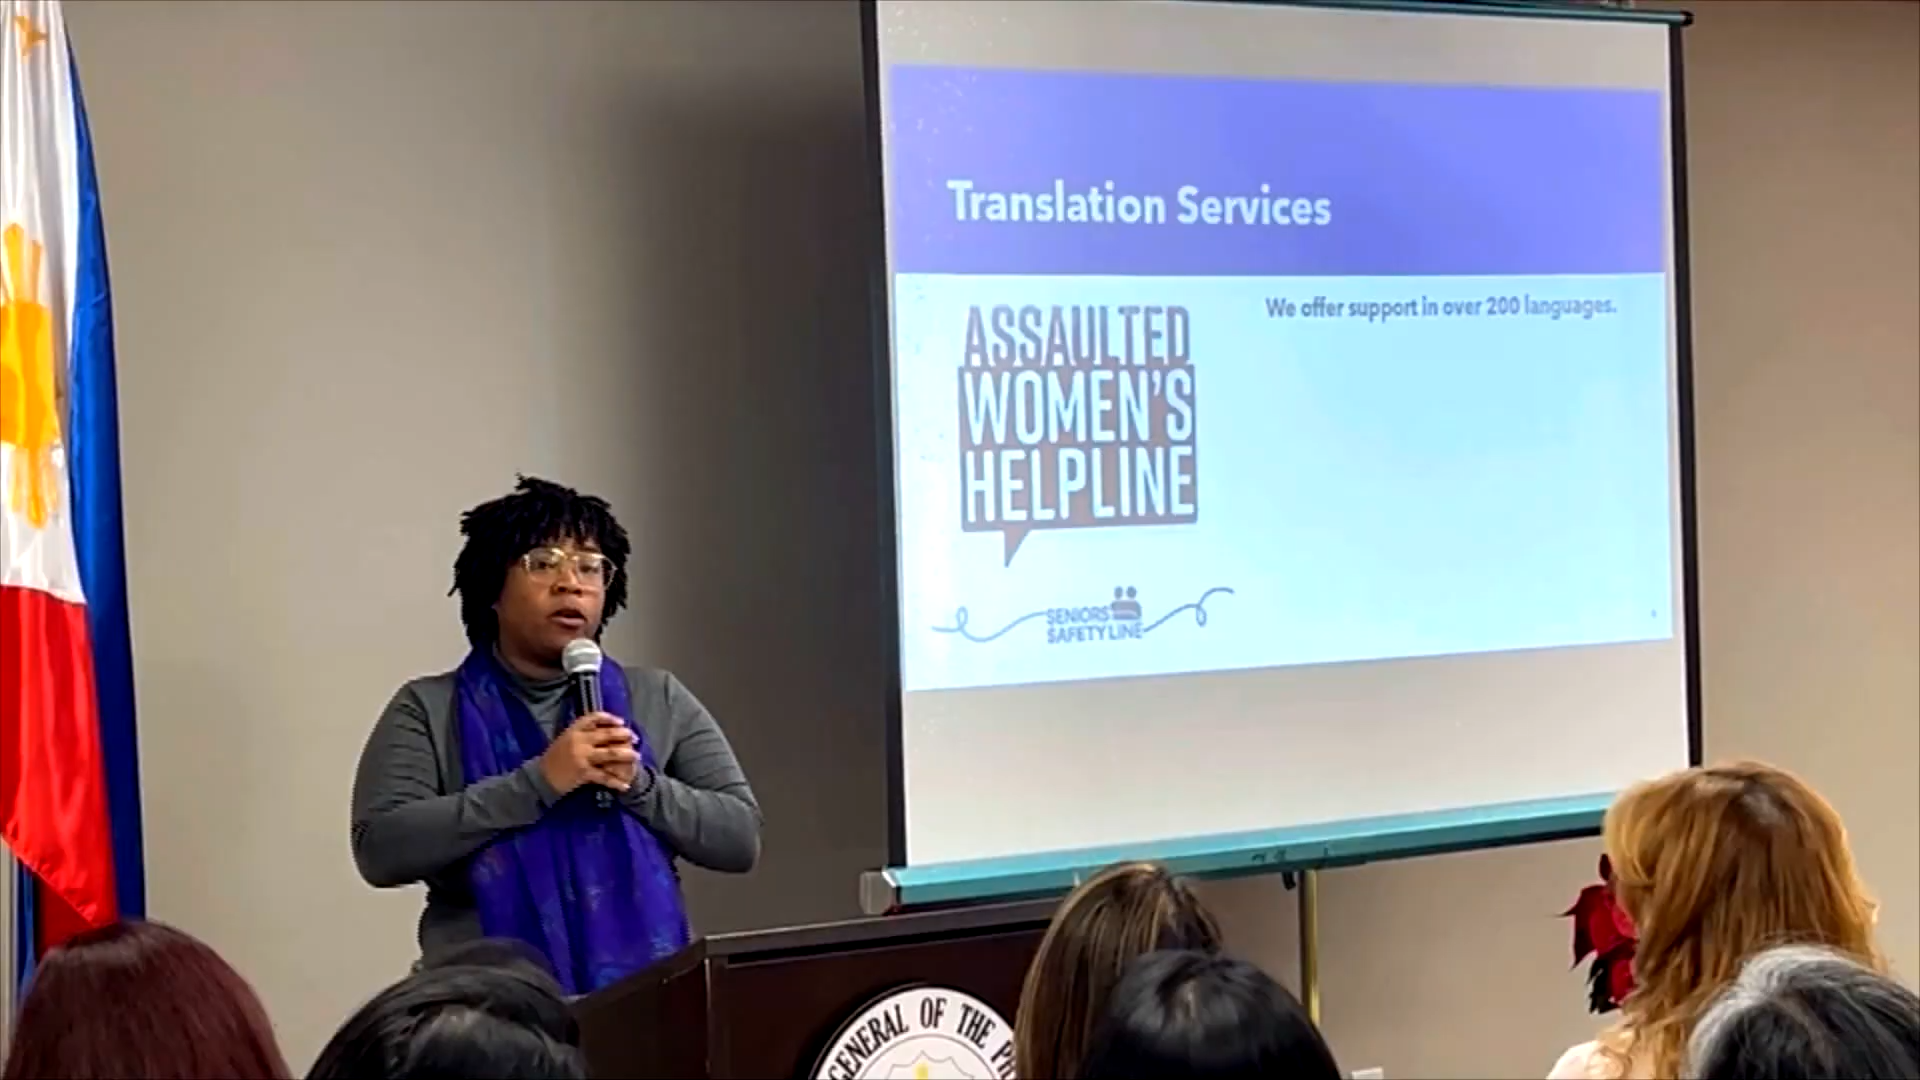 Translation Services
ASSAULTED
WOMEN'S
HELPLINE
We offer support in over 200 languages.
SENIORS
SAFETY LINE
GENERAL OF THE